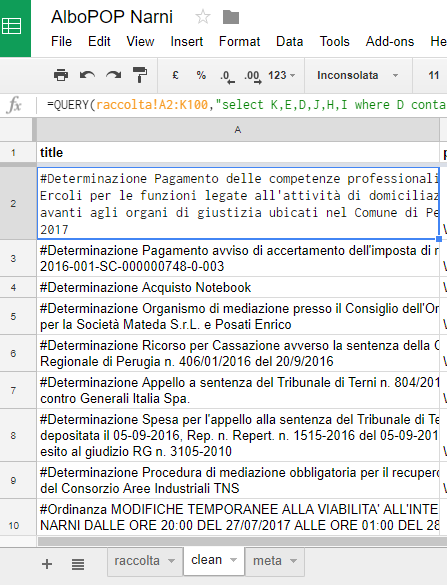 AlboPOP Narni
File Edit View Insert Format Data Tools Add-ons He
£ % .0 .00 123 Inconsolata 11
fx =QUERY(raccolta!A2:K100,"select K,E,D,J,H,I where D conta
A
1 title
2 #Determinazione Pagamento delle competenze professionali
Ercoli per le funzioni legate all'attività di domiciliaz
avanti agli organi di giustizia ubicati nel Comune di Pe
2017
3 #Determinazione Pagamento avviso di accertamento dell'imposta di r
2016-001-SC-000000748-0-003
4 #Determinazione Acquisto Notebook
5 #Determinazione Organismo di mediazione presso il Consiglio dell'Or
per la Società Mateda S.r.L. e Posati Enrico
6 #Determinazione Ricorso per Cassazione avverso la sentenza della C
Regionale di Perugia n. 406/01/2016 del 20/9/2016
7 #Determinazione Appello a sentenza del Tribunale di Terni n. 804/201
contro Generali Italia Spa.
8 #Determinazione Spesa per l'appello alla sentenza del Tribunale di Te
depositata il 05-09-2016, Rep. n. Repert. n. 1515-2016 del 05-09-201
esito al giudizio RG n. 3105-2010
9 #Determinazione Procedura di mediazione obbligatoria per il recupero
del Consorzio Aree Industriali TNS
10 #Ordinanza MODIFICHE TEMPORANEE ALLA VIABILITA' ALL'INTE
NARNI DALLE ORE 20:00 DEL 27/07/2017 ALLE ORE 01:00 DEL 28
raccolta clean meta